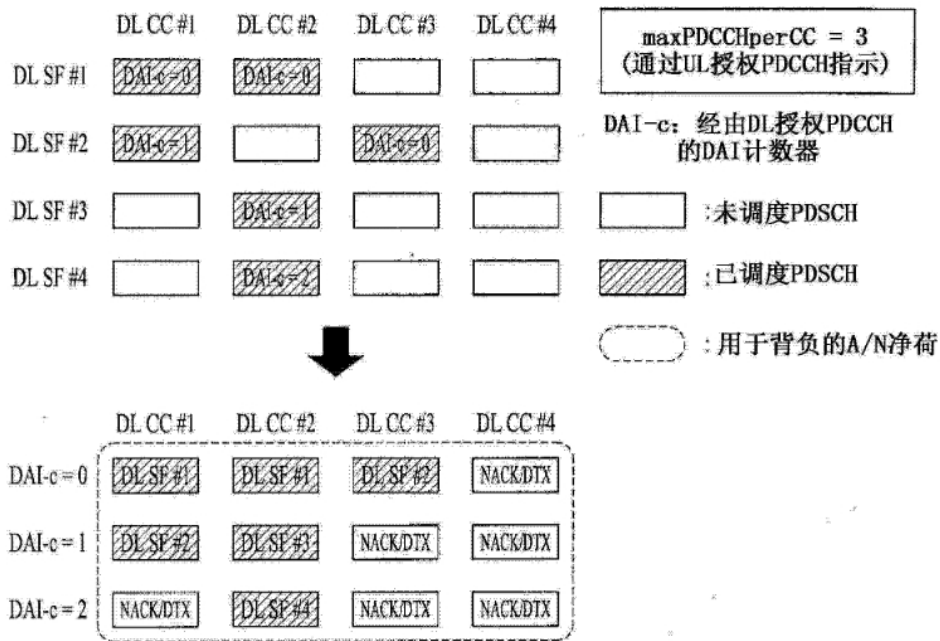 DL CC #1 DL CC #2 DL CC #3 DL CC #4
maxPDCCHperCC = 3
(通过UL授权PDCCH指示)
DL SF #1 DAI-c=0 DAI-c=0
DAI-c: 经由DL授权PDCCH
的DAI计数器
DL SF #2 DAI-c=1 DAI-c=0
DL SF #3 DAI-c=1
:未调度PDSCH
DL SF #4 DAI-c=2
:已调度PDSCH
:用于背负的A/N净荷
DL CC #1 DL CC #2 DL CC #3 DL CC #4
DAI-c = 0 DL SF #1 DL SF #1 DL SF #2 NACK/DTX
DAI-c = 1 DL SF #2 DL SF #3 NACK/DTX NACK/DTX
DAI-c = 2 NACK/DTX DL SF #4 NACK/DTX NACK/DTX